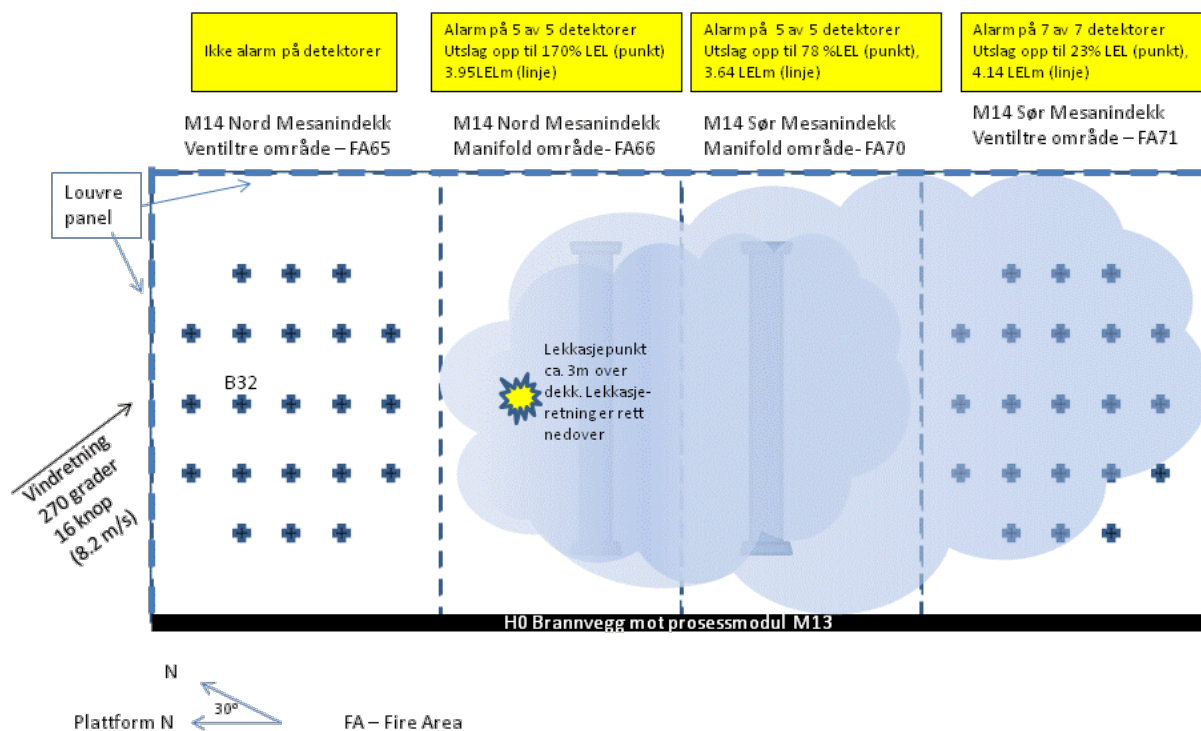 Ikke alarm på detektorer
Alarm på 5 av 5 detektorer
Utslag opp til 170% LEL (punkt)
3.95LELm (linje)
Alarm på 5 av 5 detektorer
Utslag opp til 78 %LEL (punkt),
3.64 LELm (linje)
Alarm på 7 av 7 detektorer
Utslag opp til 23% LEL (punkt),
4.14 LELm (linje)
M14 Nord Mesanindekk
Ventiltre område – FA65
M14 Nord Mesanindekk
Manifold område- FA66
M14 Sør Mesanindekk
Manifold område- FA70
M14 Sør Mesanindekk
Ventiltre område – FA71
Louvre
panel
B32
Lekkasjepunkt
ca. 3m over
dekk. Lekkasje-
retning er rett
nedover
Vindretning
270 grader
16 knop
(8.2 m/s)
H0 Brannvegg mot prosessmodul M13
N
30°
Plattform N
FA – Fire Area